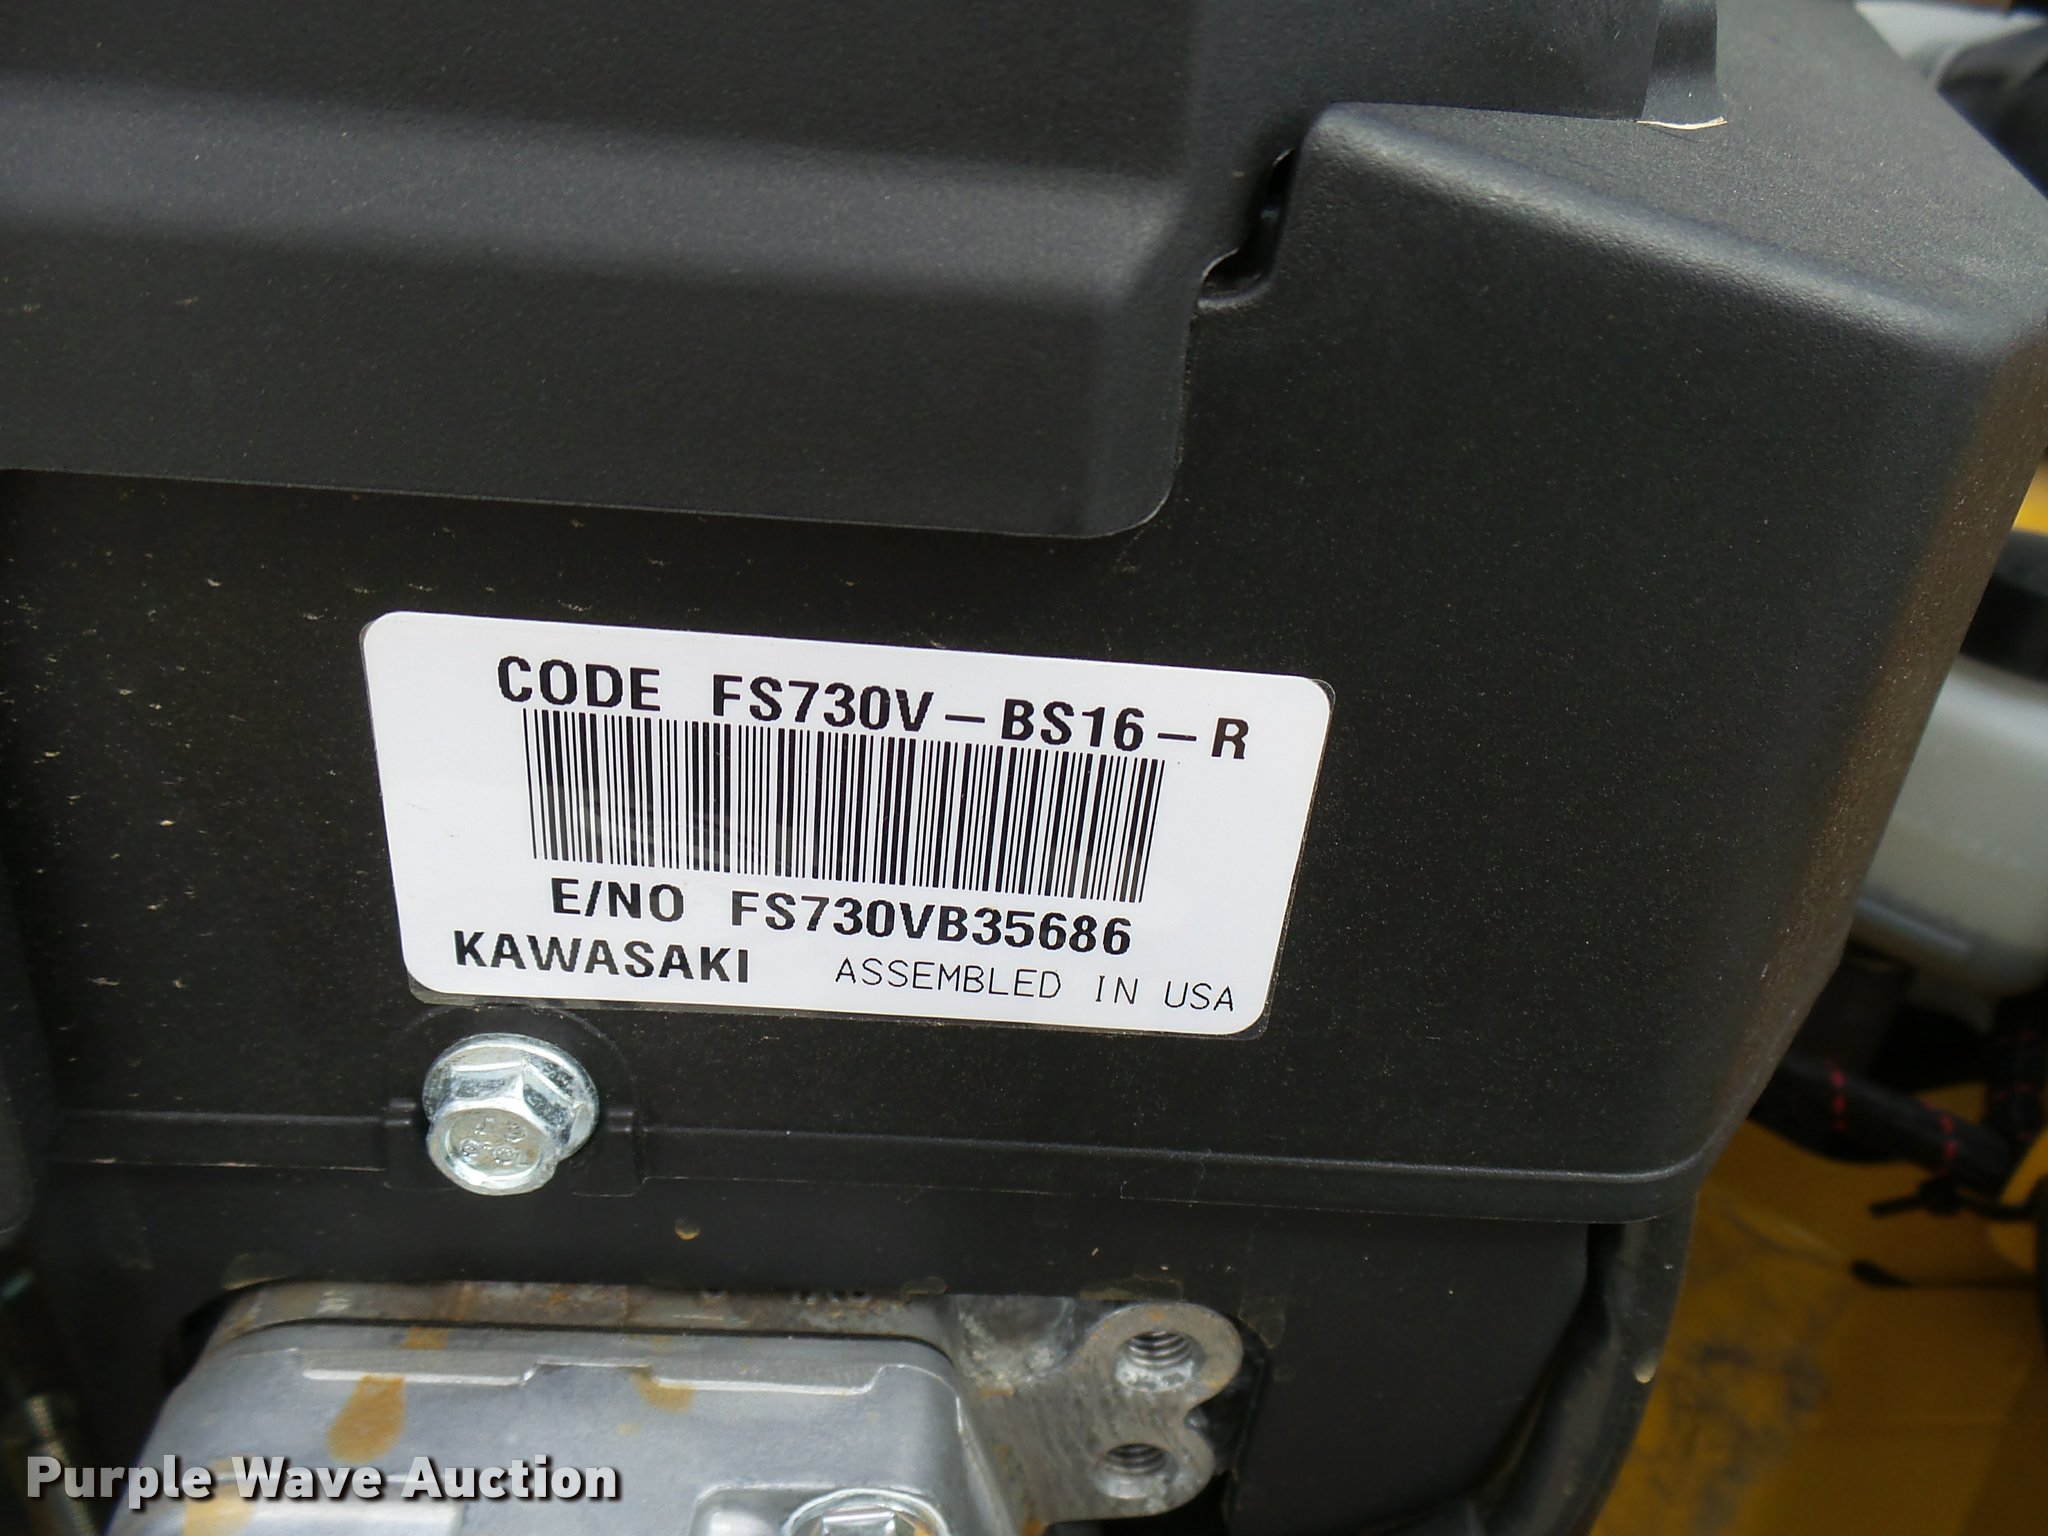 CODE FS730V-BS16-R
E/NO FS730VB35686
KAWASAKI ASSEMBLED IN USA
Purple Wave Auction